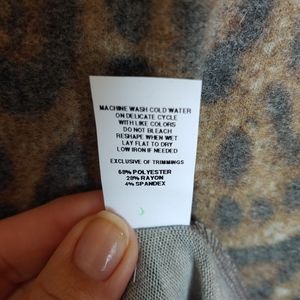 MACHINE WASH COLD WATER
ON DELICATE CYCLE
WITH LIKE COLORS
DO NOT BLEACH
RESHAPE WHEN WET
LAY FLAT TO DRY
LOW IRON IF NEEDED
EXCLUSIVE OF TRIMMINGS
68% POLYESTER
28% RAYON
4% SPANDEX